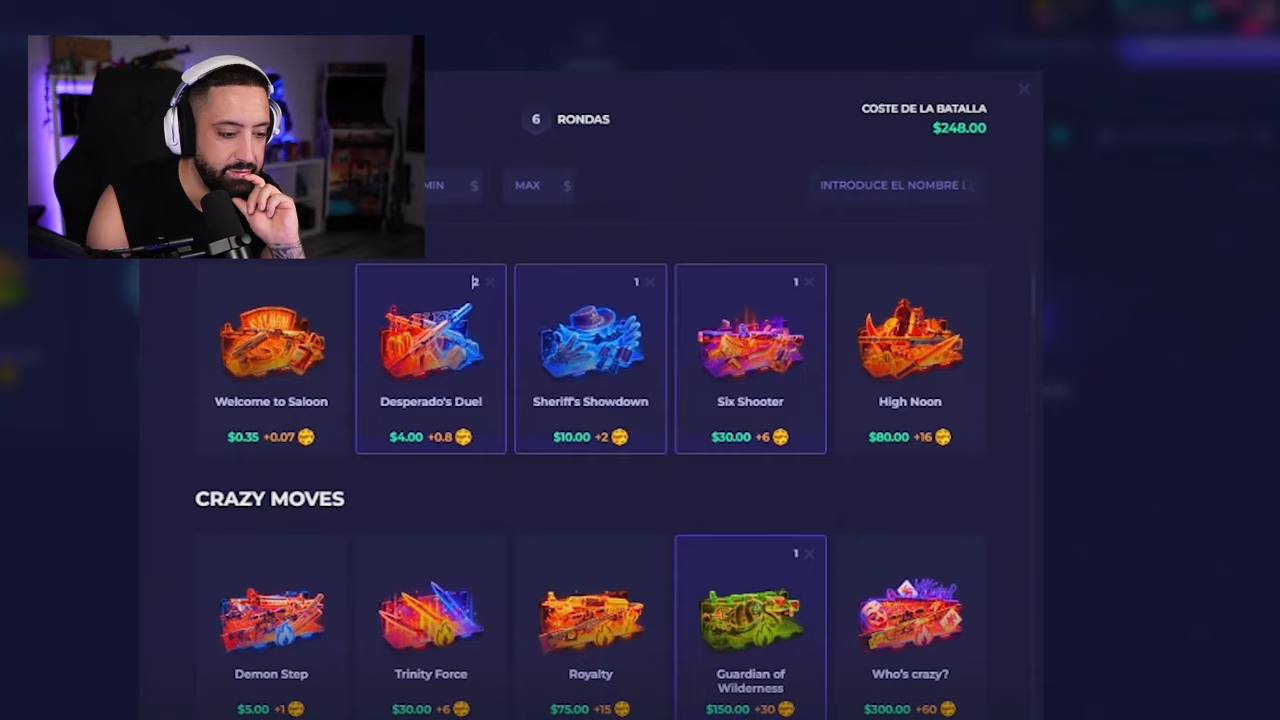 6 RONDAS
COSTE DE LA BATALLA
$248.00
MIN $
MAX $
INTRODUCE EL NOMBRE
2
1
1
SALOON
Welcome to Saloon
Desperado's Duel
Sheriff's Showdown
Six Shooter
High Noon
$0.35 +0.07
$4.00 +0.8
$10.00 +2
$30.00 +6
$80.00 +16
CRAZY MOVES
1
Demon Step
Trinity Force
Royalty
Guardian of
Wilderness
Who's crazy?
$5.00 +1
$30.00 +6
$75.00 +15
$150.00 +30
$300.00 +60